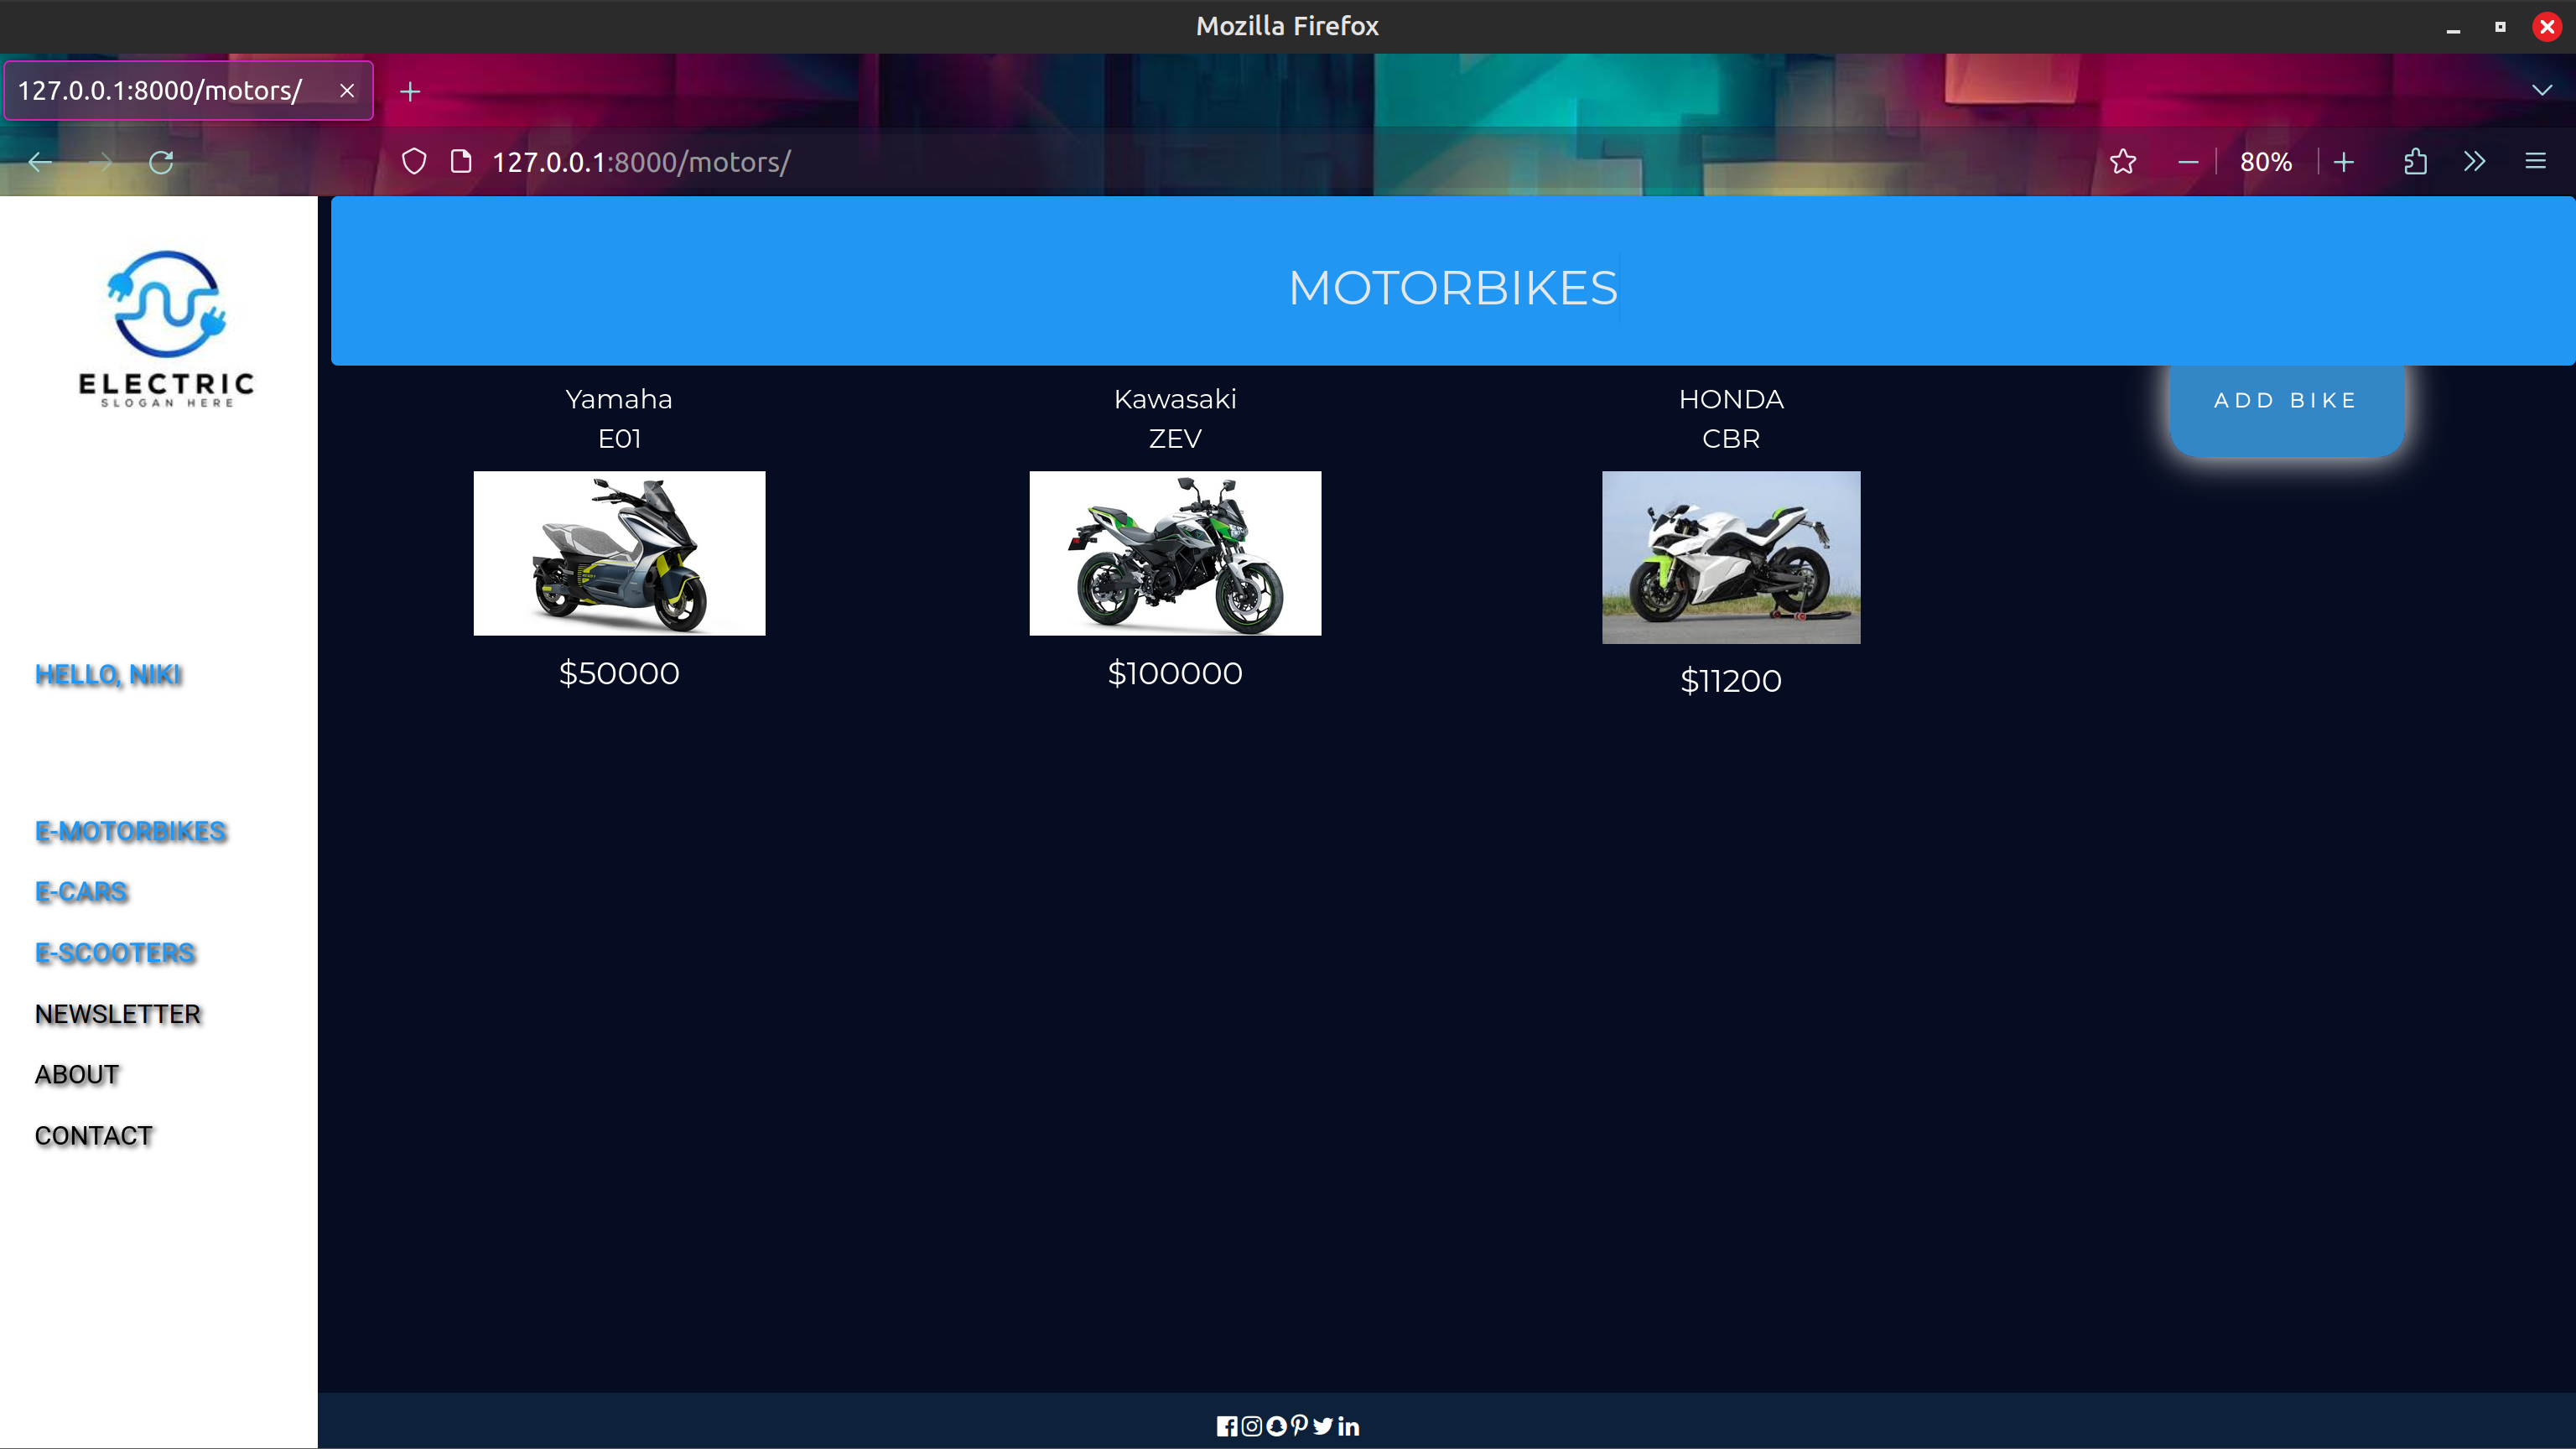 Mozilla Firefox
127.0.0.1:8000/motors/
127.0.0.1:8000/motors/
80%
ELECTRIC
SLOGAN HERE
HELLO, NIKI
E-MOTORBIKES
E-CARS
E-SCOOTERS
NEWSLETTER
ABOUT
CONTACT
MOTORBIKES
Yamaha
E01
$50000
Kawasaki
ZEV
$100000
HONDA
CBR
$11200
ADD BIKE